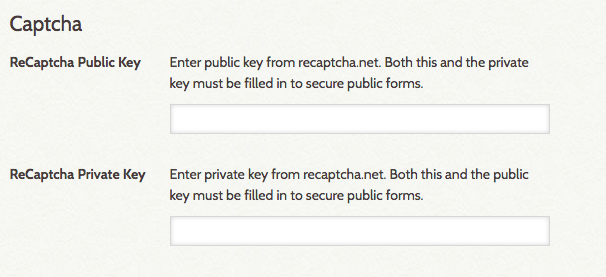 Captcha
ReCaptcha Public Key
Enter public key from recaptcha.net. Both this and the private
key must be filled in to secure public forms.
ReCaptcha Private Key
Enter private key from recaptcha.net. Both this and the public
key must be filled in to secure public forms.